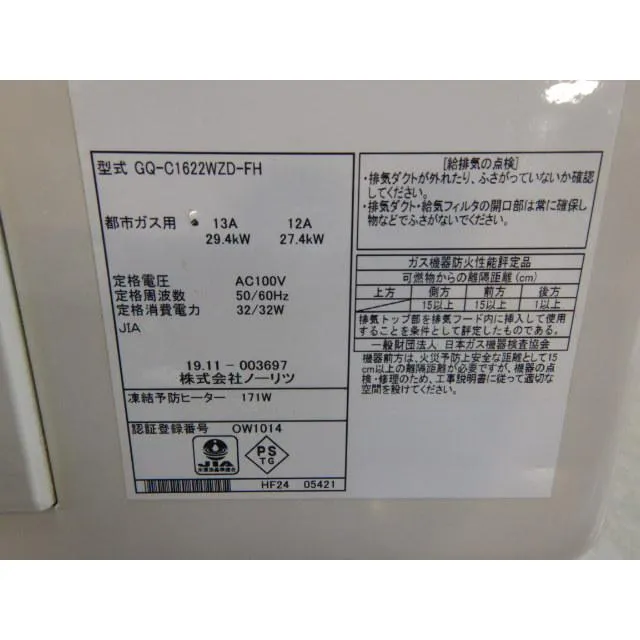 型式 GQ-C1622WZD-FH
都市ガス用 13A 12A
29.4kW 27.4kW
定格電圧 AC100V
定格周波数 50/60Hz
定格消費電力 32/32W
JIA
19.11-003697
株式会社ノーリツ
凍結予防ヒーター 171W
認証登録番号 OW1014
JIA
PS
TG
HF24 05421
[給排気の点検]
・排気ダクトが外れたり、ふさがっていないか確認
してください。
・排気ダクト・給気フィルタの開口部は常に確保し
物などでふさがないでください。
ガス機器防火性能評定品
可燃物からの離隔距離(cm)
上方 側方 前方 後方
15以上 15以上 1以上
排気トップ部を排気フード内に挿入して使用
することを条件として評定したものである。
一般財団法人 日本ガス機器検査協会
機器前方は、火災予防上安全な距離として15
cm以上の離隔距離が必要ですが、機器の点
検・修理のため、工事説明書に従って適切な
空間を設けてください。